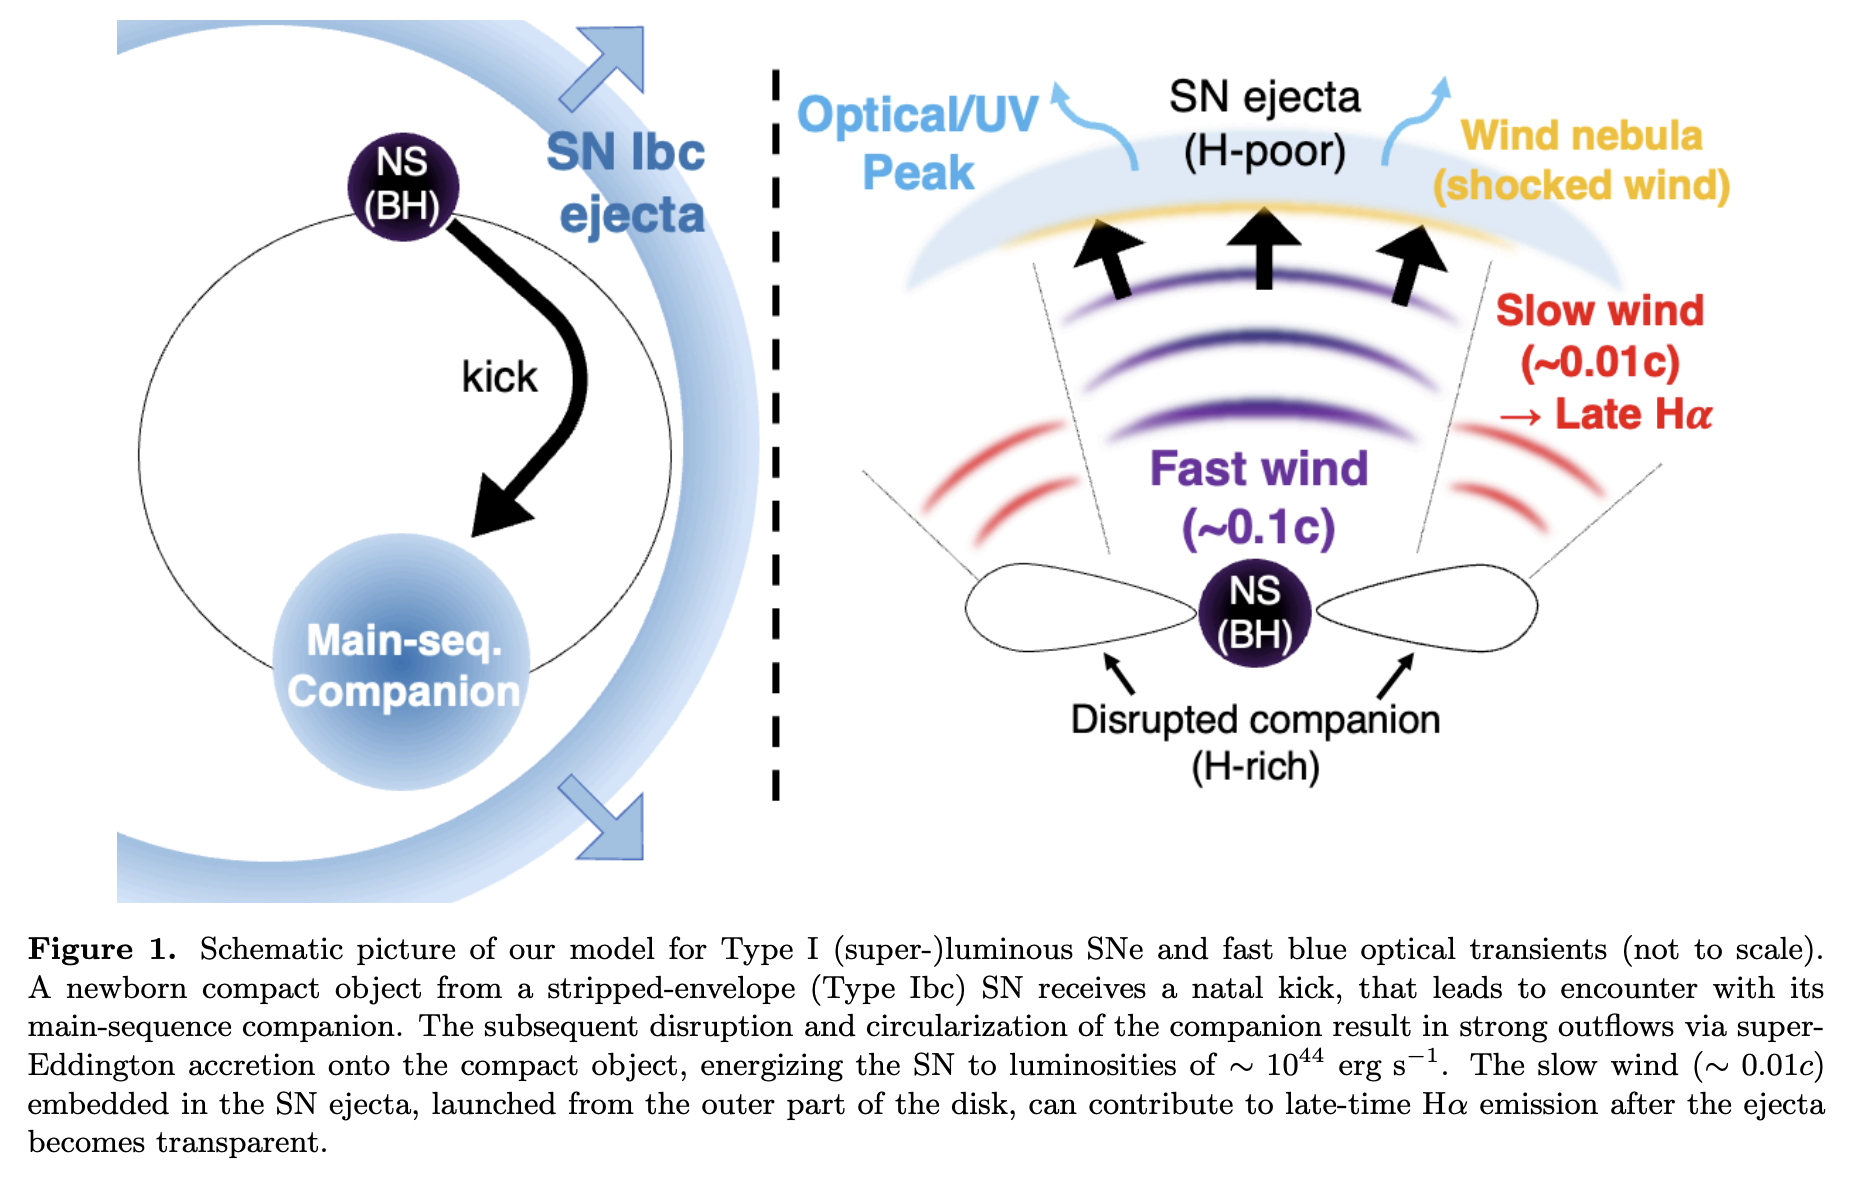 NS
(BH)
SN Ibc
ejecta
kick
Main-seq.
Companion
Optical/UV
Peak
SN ejecta
(H-poor)
Wind nebula
(shocked wind)
Slow wind
(~0.01c)
→ Late Hα
Fast wind
(~0.1c)
NS
(BH)
Disrupted companion
(H-rich)
Figure 1. Schematic picture of our model for Type I (super-)luminous SNe and fast blue optical transients (not to scale).
A newborn compact object from a stripped-envelope (Type Ibc) SN receives a natal kick, that leads to encounter with its
main-sequence companion. The subsequent disruption and circularization of the companion result in strong outflows via super-
Eddington accretion onto the compact object, energizing the SN to luminosities of ∼ 10⁴⁴ erg s⁻¹. The slow wind (∼ 0.01c)
embedded in the SN ejecta, launched from the outer part of the disk, can contribute to late-time Hα emission after the ejecta
becomes transparent.